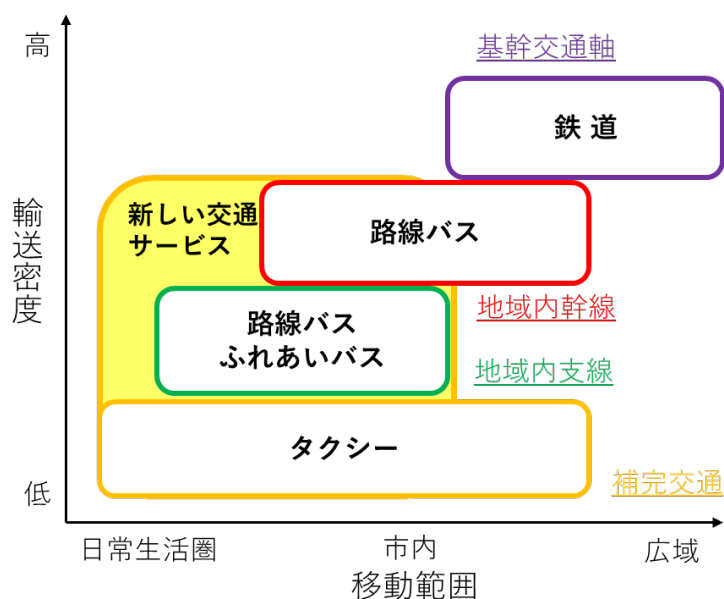 高
基幹交通軸
鉄 道
新しい交通
サービス
路線バス
輸送密度
地域内幹線
路線バス
ふれあいバス
地域内支線
タクシー
低
補完交通
日常生活圏
市内
広域
移動範囲